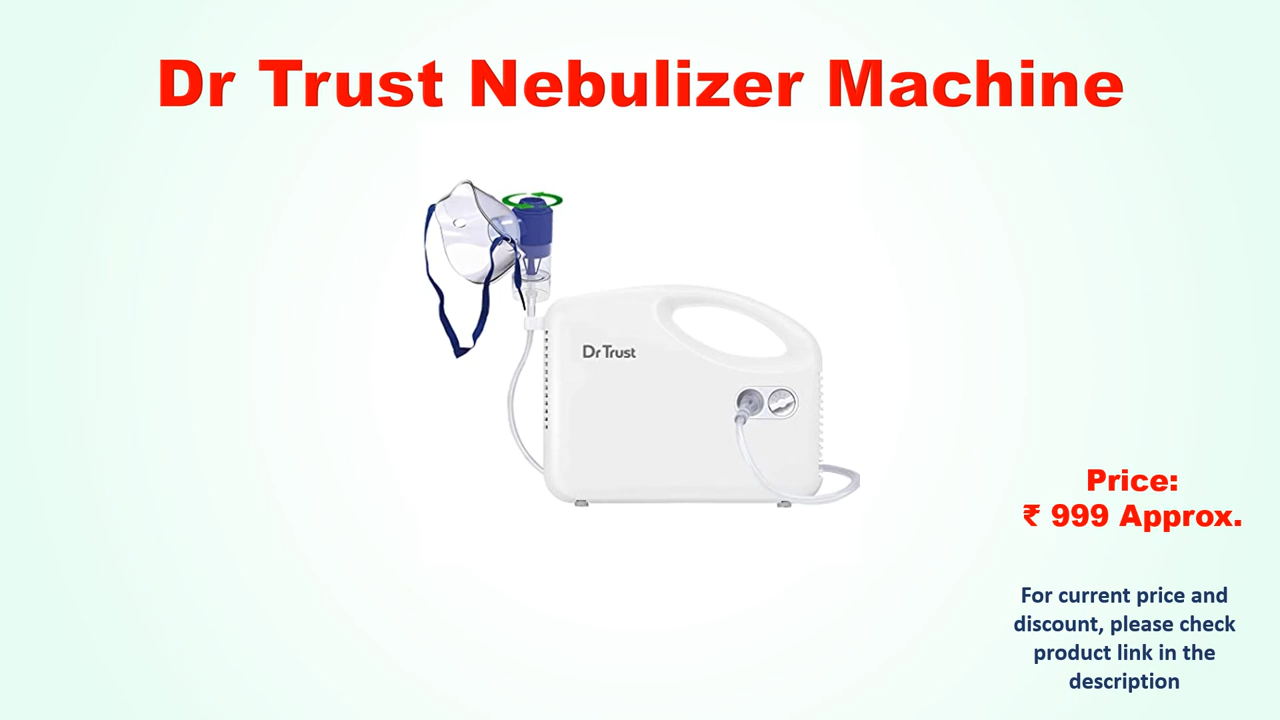 Dr Trust Nebulizer Machine
Dr Trust
Price:
₹ 999 Approx.
For current price and
discount, please check
product link in the
description